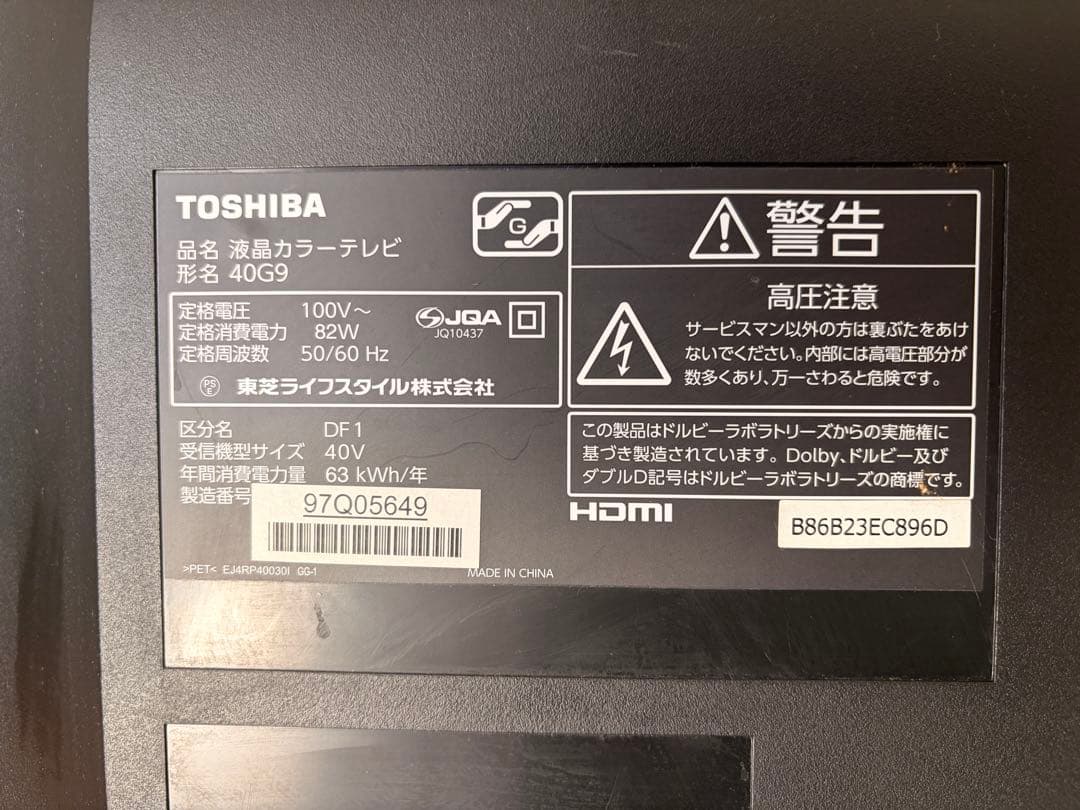 TOSHIBA
品名 液晶カラーテレビ
形名 40G9
G
定格電圧 100V～
定格消費電力 82W
定格周波数 50/60 Hz
JQA
JQ10437
PS
E
東芝ライフスタイル株式会社
区分名 DF1
受信機型サイズ 40V
年間消費電力量 63 kWh/年
製造番号
97Q05649
>PET< EJ4RP40030I GG-1
MADE IN CHINA
警告
高圧注意
サービスマン以外の方は裏ぶたをあけ
ないでください。内部には高電圧部分が
数多くあり、万一さわると危険です。
この製品はドルビーラボラトリーズからの実施権に
基づき製造されています。Dolby、ドルビー及び
ダブルD記号はドルビーラボラトリーズの商標です。
HDMI
B86B23EC896D